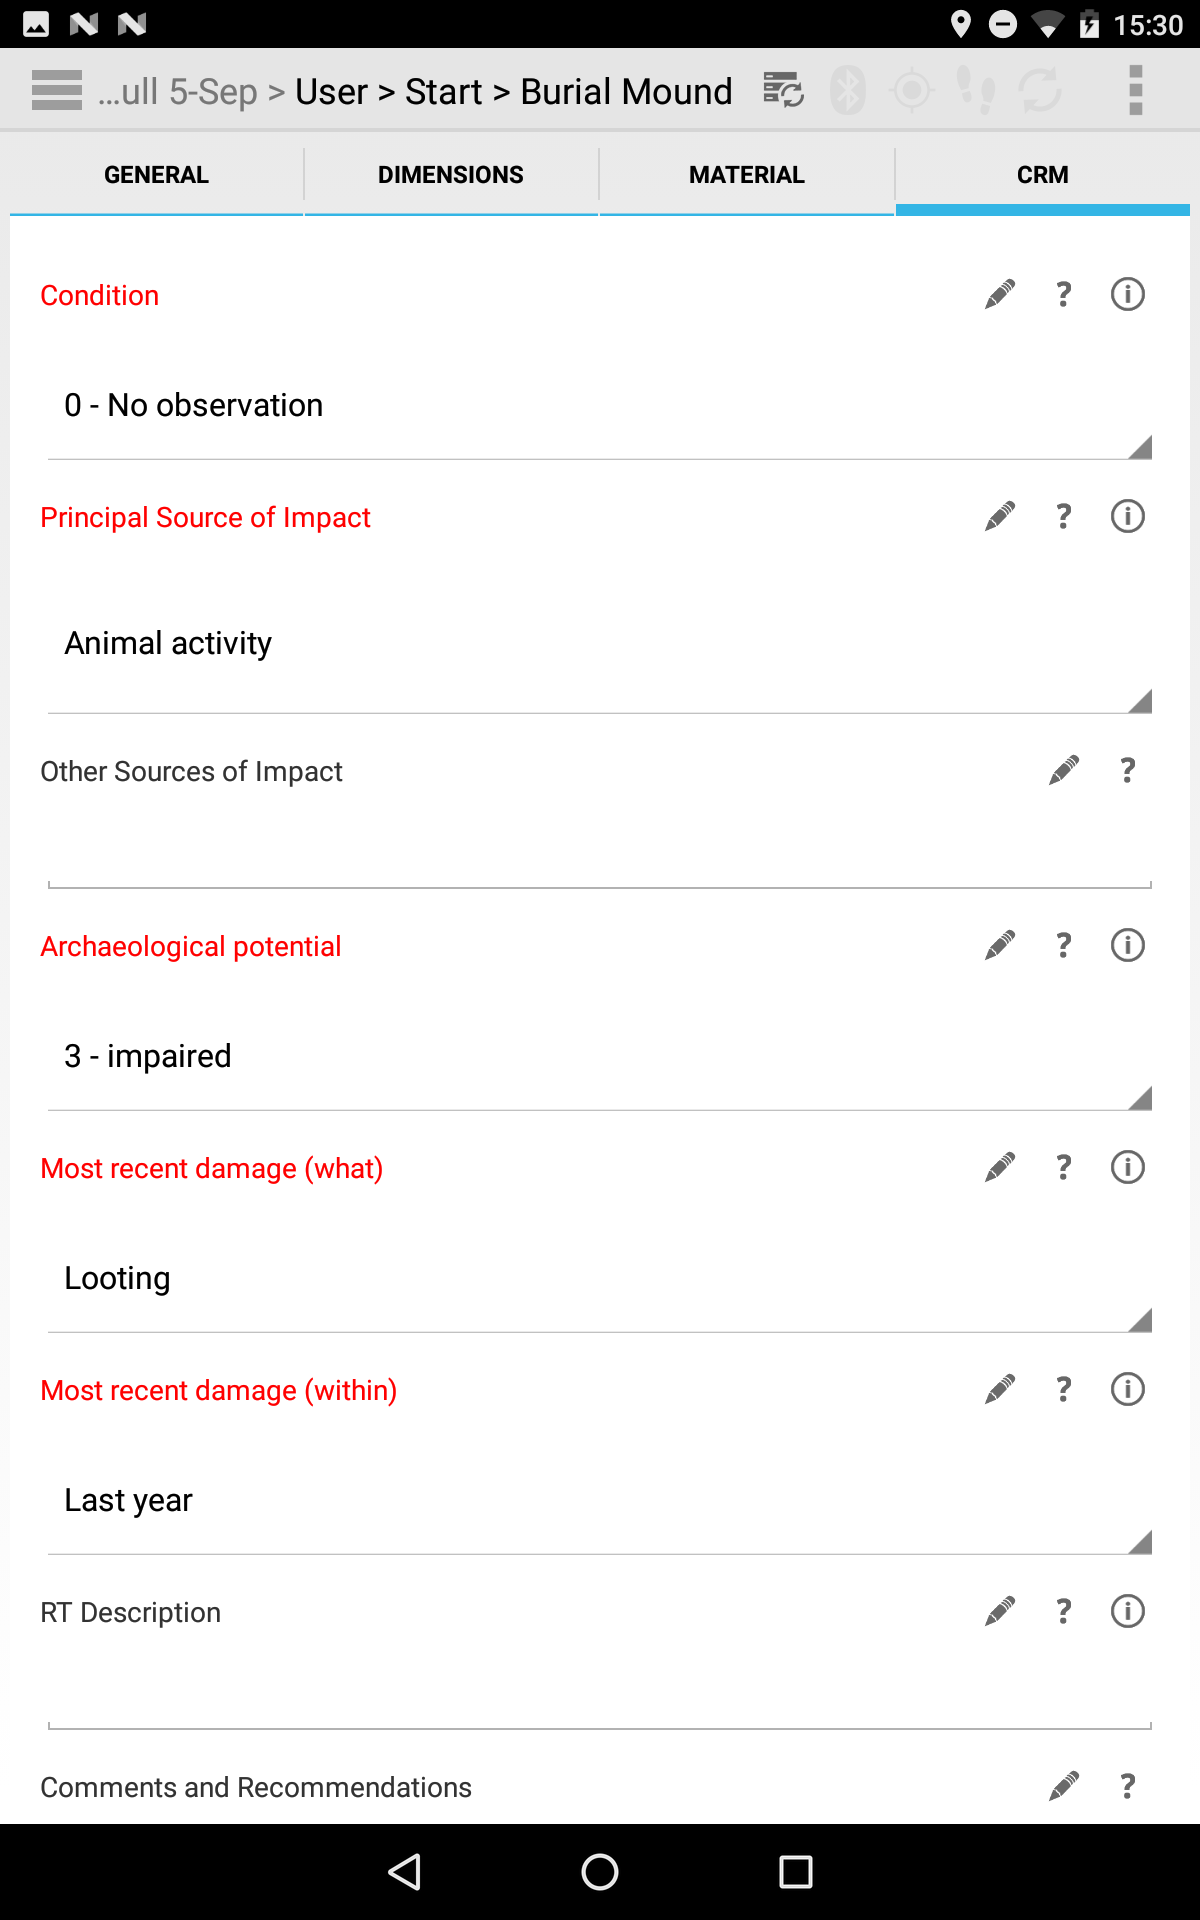 15:30
...ull 5-Sep > User > Start > Burial Mound
GENERAL DIMENSIONS MATERIAL CRM
Condition ?
0 - No observation
Principal Source of Impact ?
Animal activity
Other Sources of Impact ?
Archaeological potential ?
3 - impaired
Most recent damage (what) ?
Looting
Most recent damage (within) ?
Last year
RT Description ?
Comments and Recommendations ?